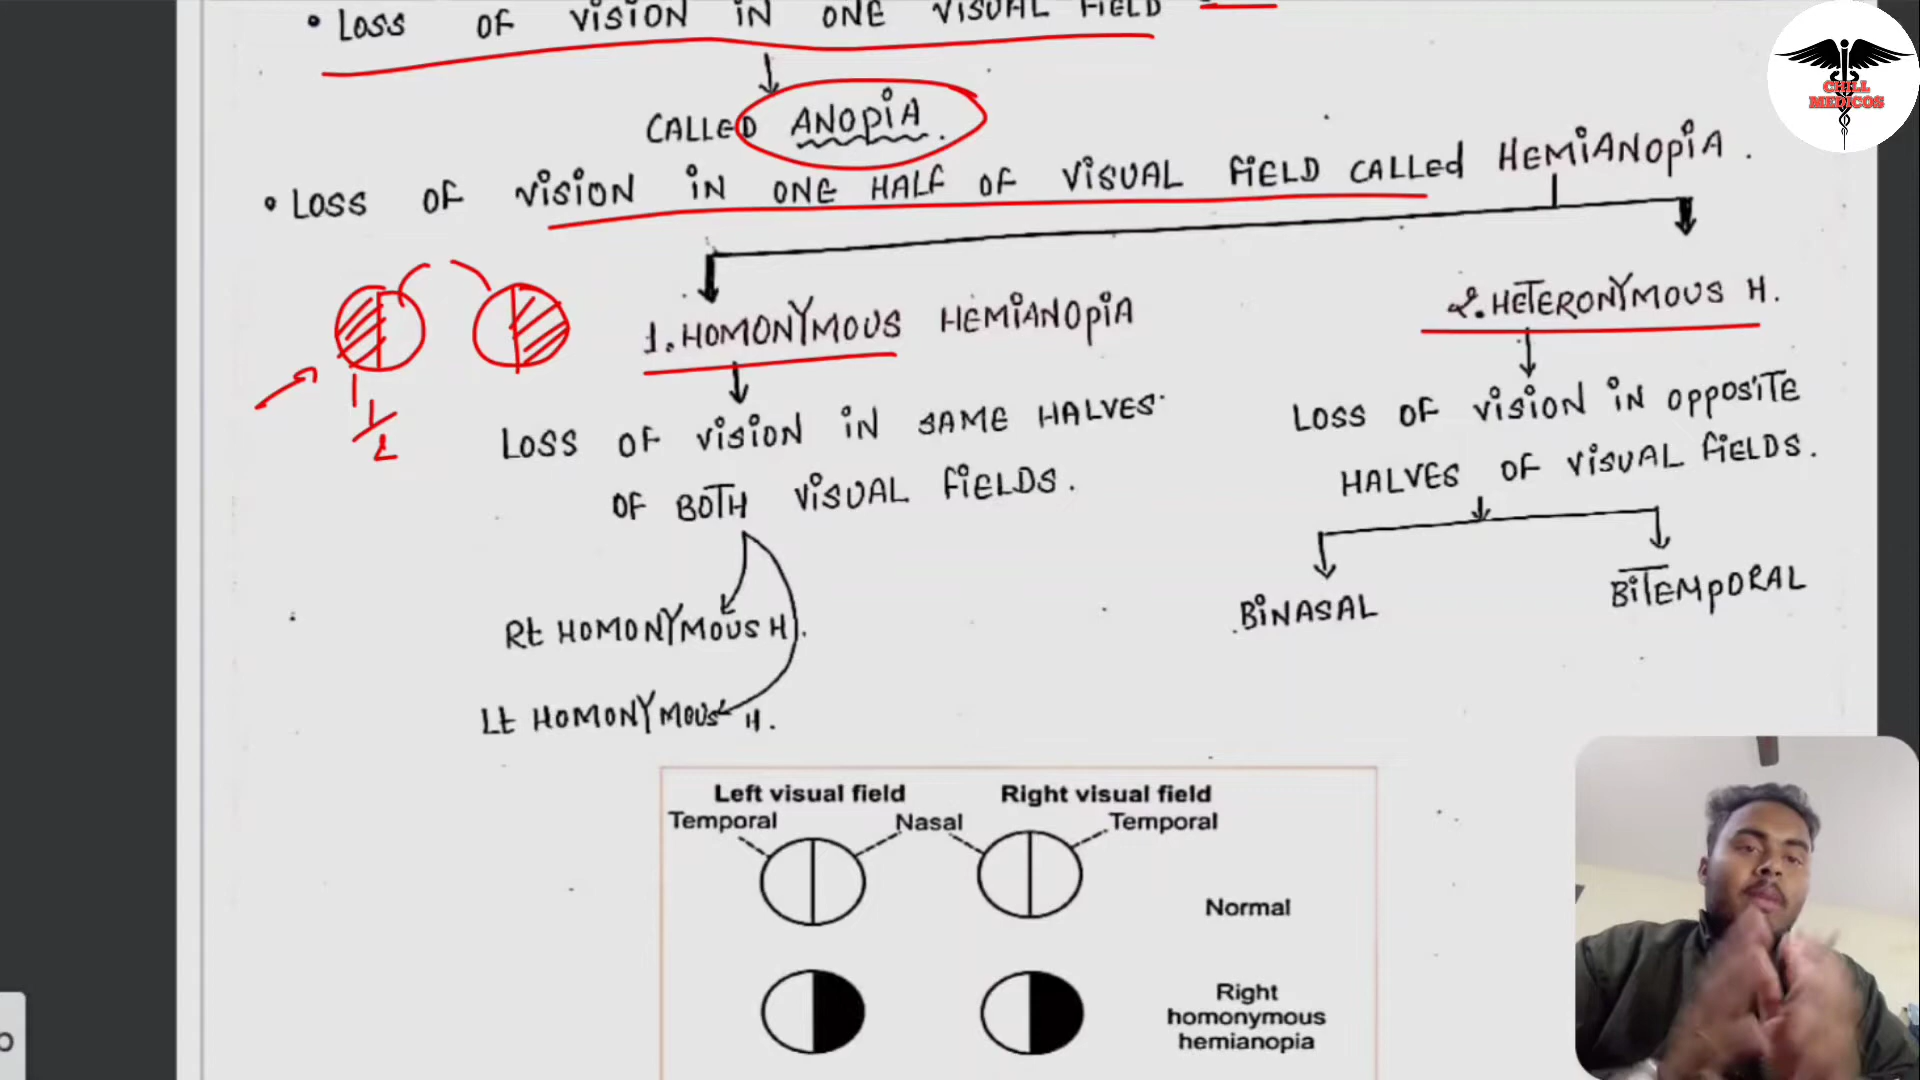 • LOSS OF VISION IN ONE VISUAL FIELD
CALLED ANOPIA.
• LOSS OF VISION IN ONE HALF OF VISUAL FIELD CALLED HEMIANOPIA.
1. HOMONYMOUS HEMIANOPIA
2. HETERONYMOUS H.
LOSS OF VISION IN SAME HALVES
OF BOTH VISUAL FIELDS.
LOSS OF VISION IN OPPOSITE
HALVES OF VISUAL FIELDS.
Rt HOMONYMOUS H.
Lt HOMONYMOUS H.
BINASAL
BITEMPORAL
1/2
Left visual field
Right visual field
Temporal
Nasal
Temporal
Normal
Right
homonymous
hemianopia
CHILL
MEDICOS